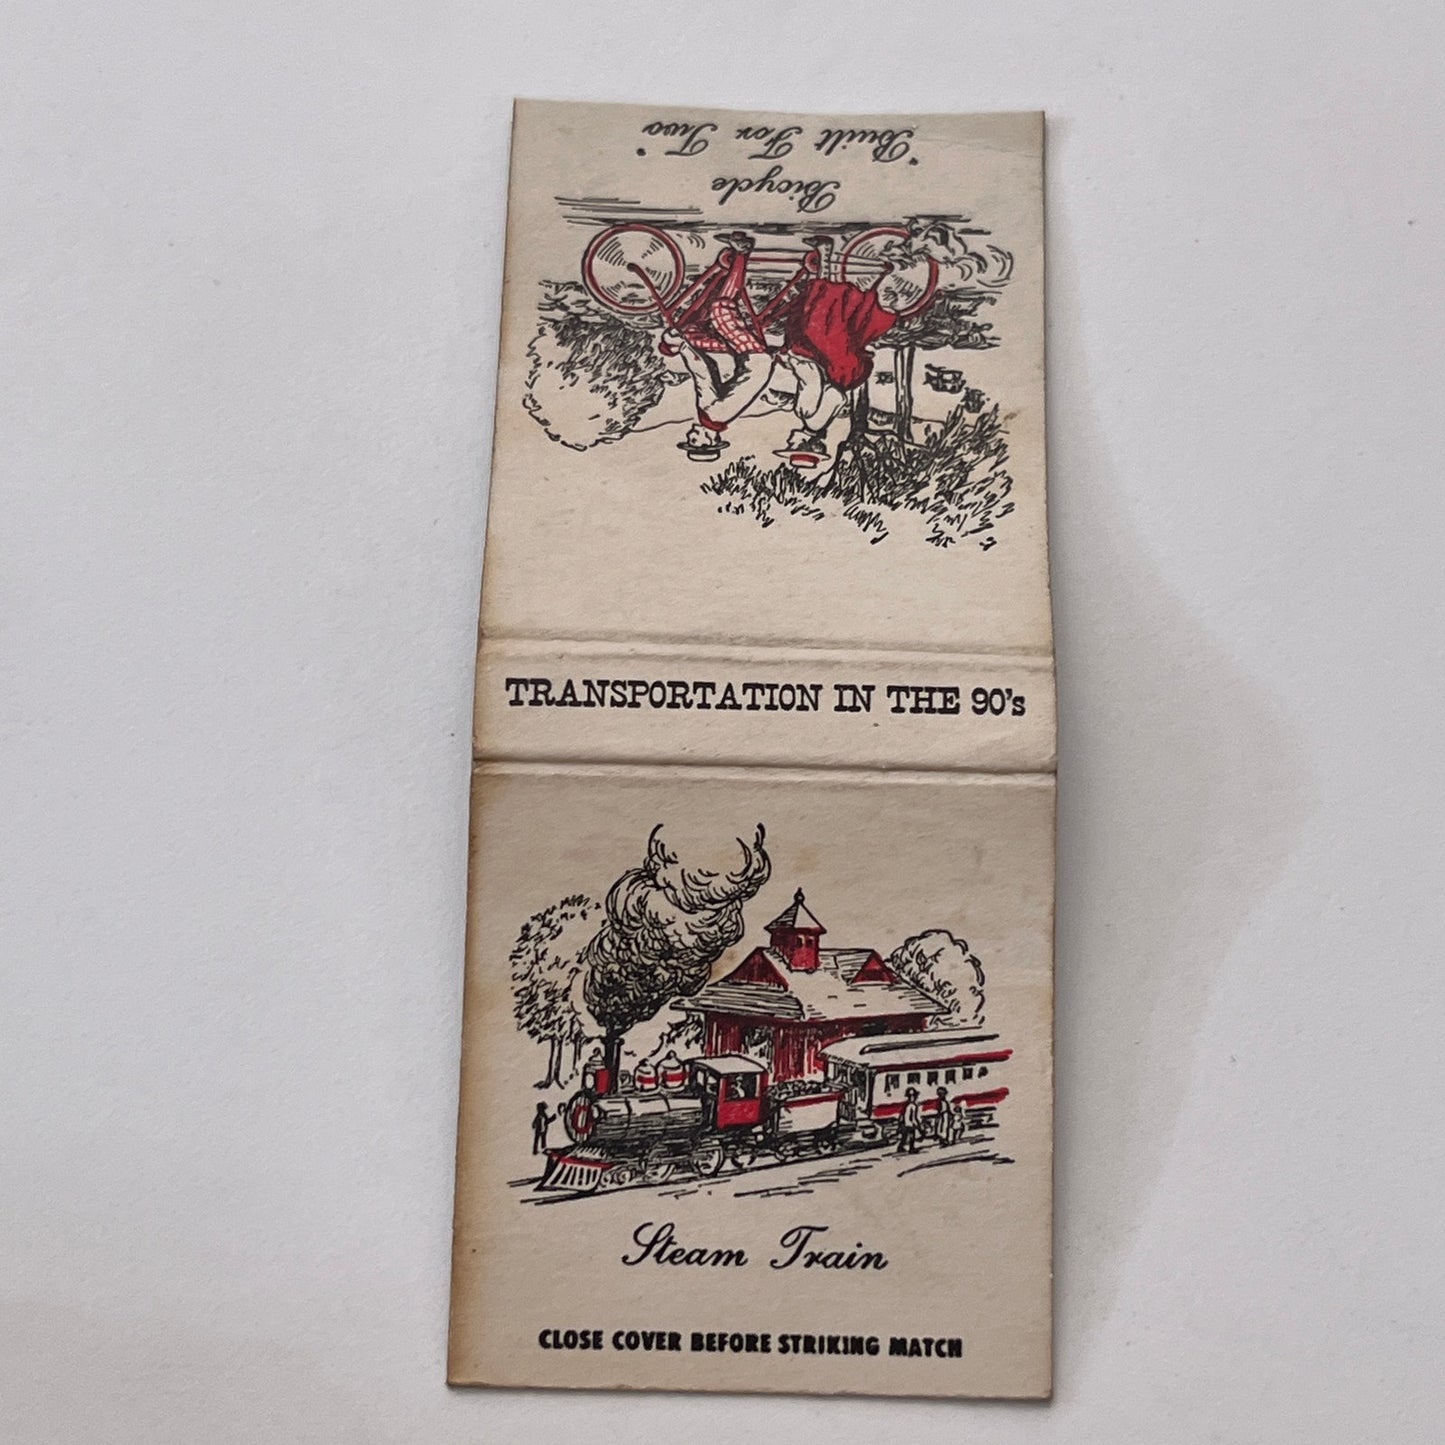 Bicycle
"Built For Two"
TRANSPORTATION IN THE 90's
Steam Train
CLOSE COVER BEFORE STRIKING MATCH